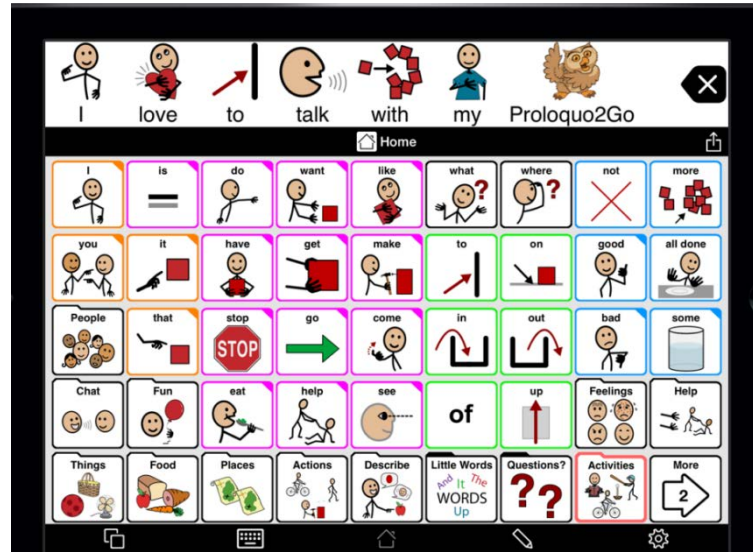 I love to talk with my Proloquo2Go
Home
I is do want like what where not more
you it have get make to on good all done
People that stop go come in out bad some
STOP
Chat Fun eat help see of up Feelings Help
Things Food Places Actions Describe Little Words Questions? Activities More
And It The
WORDS
Up
2